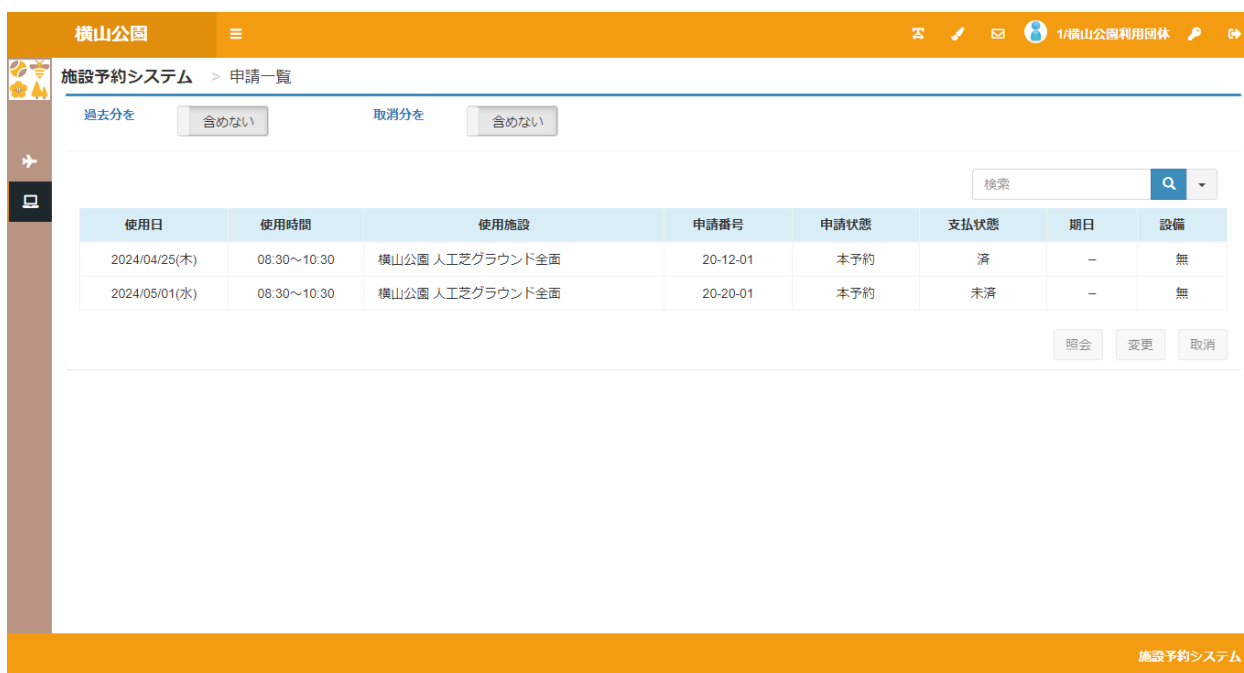 横山公園 1/横山公園利用団体
施設予約システム > 申請一覧
過去分を 含めない 取消分を 含めない
検索
使用日 使用時間 使用施設 申請番号 申請状態 支払状態 期日 設備
2024/04/25(木) 08:30～10:30 横山公園 人工芝グラウンド全面 20-12-01 本予約 済 － 無
2024/05/01(水) 08:30～10:30 横山公園 人工芝グラウンド全面 20-20-01 本予約 未済 － 無
照会 変更 取消
施設予約システム